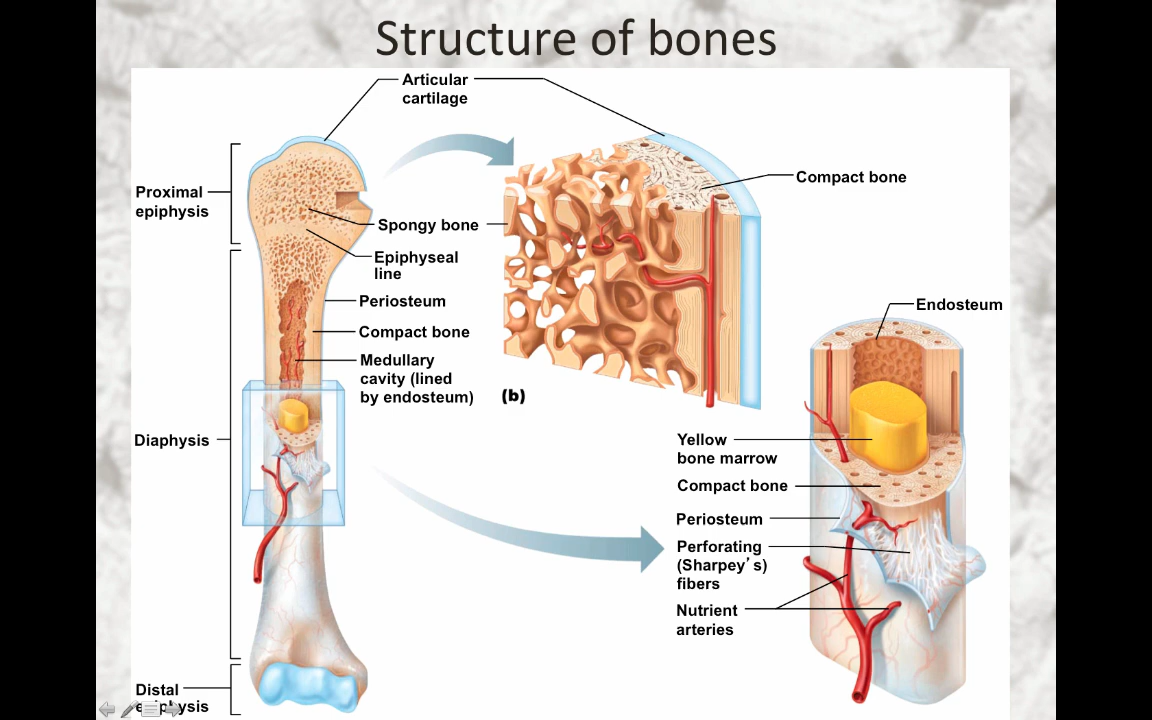 Structure of bones
Articular
cartilage
Proximal
epiphysis
Compact bone
Spongy bone
Epiphyseal
line
Periosteum
Compact bone
Medullary
cavity (lined
by endosteum)
(b)
Endosteum
Diaphysis
Yellow
bone marrow
Compact bone
Periosteum
Perforating
(Sharpey's)
fibers
Nutrient
arteries
Distal
epiphysis